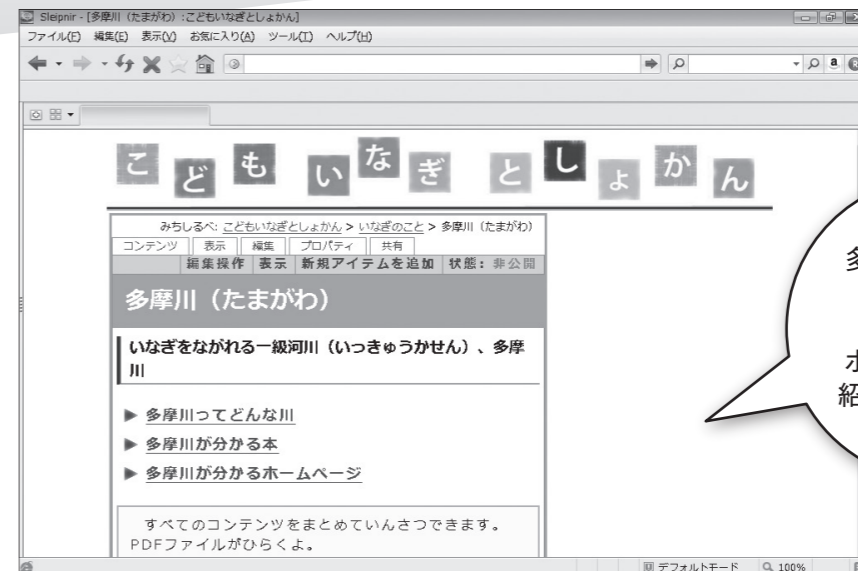 Sleipnir - [多摩川（たまがわ）:こどもいなぎとしょかん]
ファイル(F) 編集(E) 表示(V) お気に入り(A) ツール(T) ヘルプ(H)
こどもいなぎとしょかん
みちしるべ: こどもいなぎとしょかん > いなぎのこと > 多摩川（たまがわ）
コンテンツ 表示 編集 プロパティ 共有
編集操作 表示 新規アイテムを追加 状態: 非公開
多摩川（たまがわ）
いなぎをながれる一級河川（いっきゅうかせん）、多摩
川
▶ 多摩川ってどんな川
▶ 多摩川が分かる本
▶ 多摩川が分かるホームページ
すべてのコンテンツをまとめていんさつできます。
PDFファイルがひらくよ。
多
ホ
紹
デフォルトモード 100%